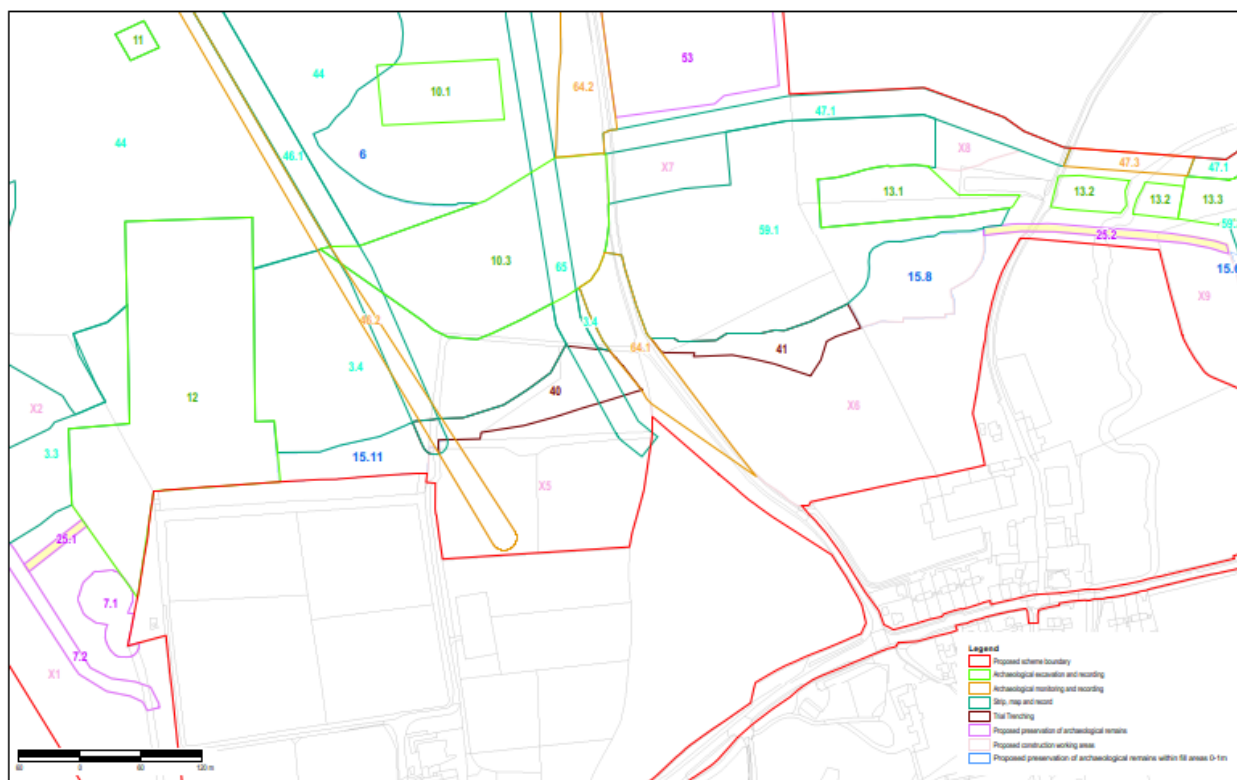 11
53
44
10.1
64.2
47.1
44
46.1
6
X7
X8
47.3
47.1
13.1
13.2
13.2
13.3
59.1
25.2
10.3
65
15.8
15.6
X9
3.4
46.2
64.1
41
3.4
40
X2
12
X6
3.3
15.11
X5
25.1
7.1
7.2
X1
Legend
Proposed scheme boundary
Archaeological excavation and recording
Archaeological monitoring and recording
Strip, map and record
Trial Trenching
Proposed preservation of archaeological remains
Proposed construction working areas
Proposed preservation of archaeological remains within fill areas 0-1m
60 0 60 120 m